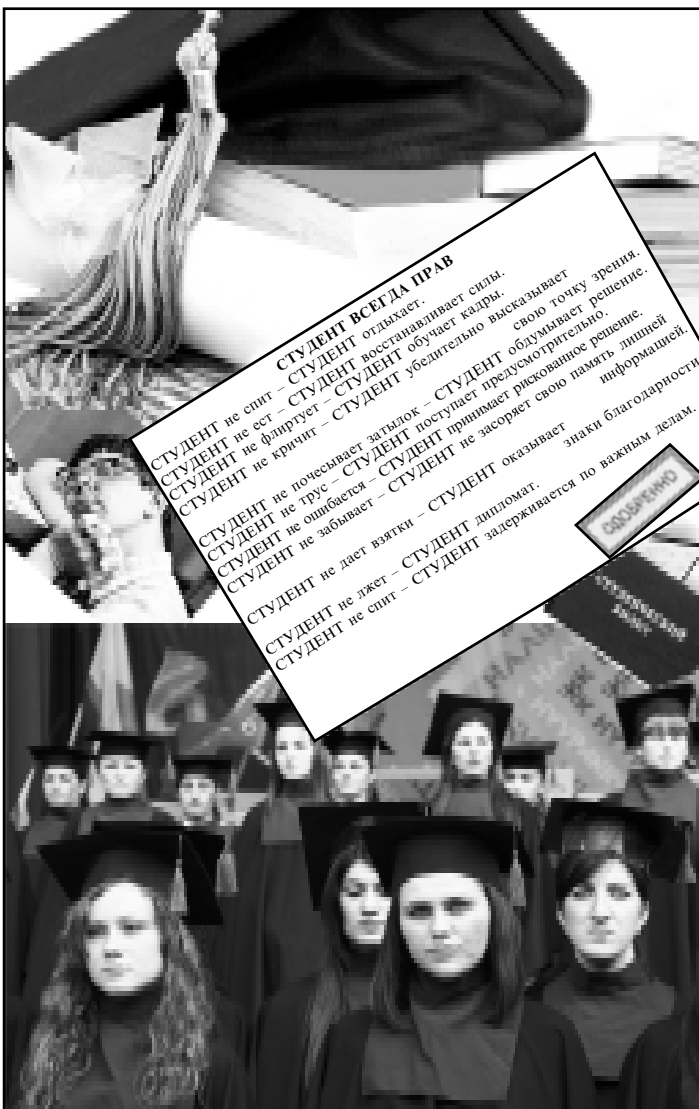 СТУДЕНТ ВСЕГДА ПРАВ
СТУДЕНТ не спит – СТУДЕНТ отдыхает.
СТУДЕНТ не ест – СТУДЕНТ восстанавливает силы.
СТУДЕНТ не флиртует – СТУДЕНТ обучает кадры.
СТУДЕНТ не кричит – СТУДЕНТ убедительно высказывает
свою точку зрения.
СТУДЕНТ не почесывает затылок – СТУДЕНТ обдумывает решение.
СТУДЕНТ не трус – СТУДЕНТ поступает предусмотрительно.
СТУДЕНТ не ошибается – СТУДЕНТ принимает рискованное решение.
СТУДЕНТ не забывает – СТУДЕНТ не засоряет свою память лишней
информацией.
СТУДЕНТ не дает взятки – СТУДЕНТ оказывает
знаки благодарности
СТУДЕНТ не лжет – СТУДЕНТ дипломат.
СТУДЕНТ не спит – СТУДЕНТ задерживается по важным делам.
ОДОБРЕННО
СТУДЕНЧЕСКИЙ
БИЛЕТ